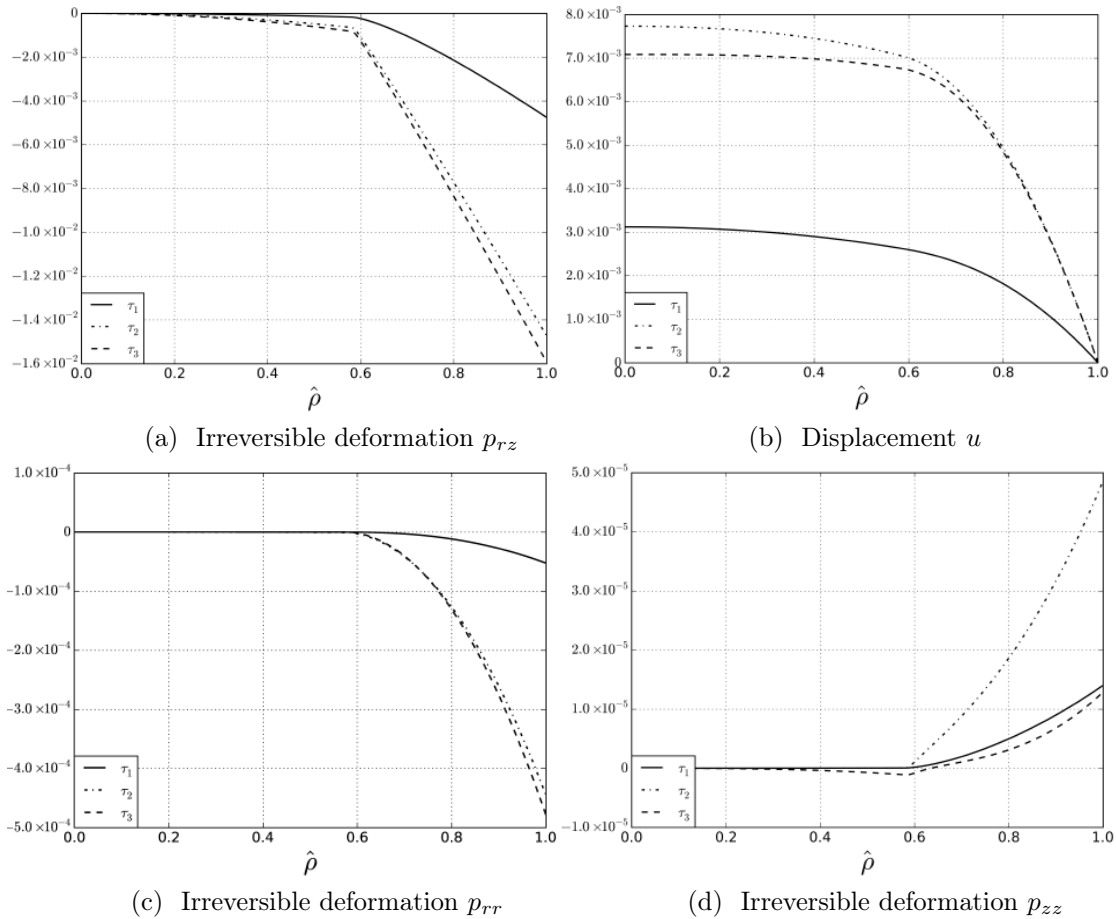 0
−2.0 ×10⁻³
−4.0 ×10⁻³
−6.0 ×10⁻³
−8.0 ×10⁻³
−1.0 ×10⁻²
−1.2 ×10⁻²
−1.4 ×10⁻²
−1.6 ×10⁻²
τ₁
τ₂
τ₃
0.0 0.2 0.4 0.6 0.8 1.0
ρ̂
(a) Irreversible deformation p_{rz}
8.0 ×10⁻³
7.0 ×10⁻³
6.0 ×10⁻³
5.0 ×10⁻³
4.0 ×10⁻³
3.0 ×10⁻³
2.0 ×10⁻³
1.0 ×10⁻³
0
τ₁
τ₂
τ₃
0.0 0.2 0.4 0.6 0.8 1.0
ρ̂
(b) Displacement u
1.0 ×10⁻⁴
0
−1.0 ×10⁻⁴
−2.0 ×10⁻⁴
−3.0 ×10⁻⁴
−4.0 ×10⁻⁴
−5.0 ×10⁻⁴
τ₁
τ₂
τ₃
0.0 0.2 0.4 0.6 0.8 1.0
ρ̂
(c) Irreversible deformation p_{rr}
5.0 ×10⁻⁵
4.0 ×10⁻⁵
3.0 ×10⁻⁵
2.0 ×10⁻⁵
1.0 ×10⁻⁵
0
−1.0 ×10⁻⁵
τ₁
τ₂
τ₃
0.0 0.2 0.4 0.6 0.8 1.0
ρ̂
(d) Irreversible deformation p_{zz}